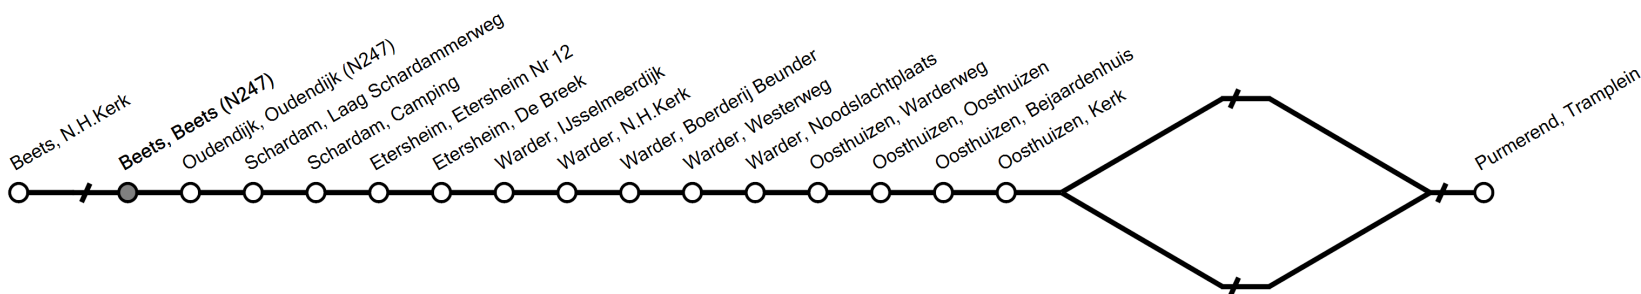 Beets, N.H.Kerk
Beets, Beets (N247)
Oudendijk, Oudendijk (N247)
Schardam, Laag Schardammerweg
Schardam, Camping
Etersheim, Etersheim Nr 12
Etersheim, De Breek
Warder, IJsselmeerdijk
Warder, N.H.Kerk
Warder, Boerderij Beunder
Warder, Westerweg
Warder, Noodslachtplaats
Oosthuizen, Warderweg
Oosthuizen, Oosthuizen
Oosthuizen, Bejaardenhuis
Oosthuizen, Kerk
Purmerend, Tramplein